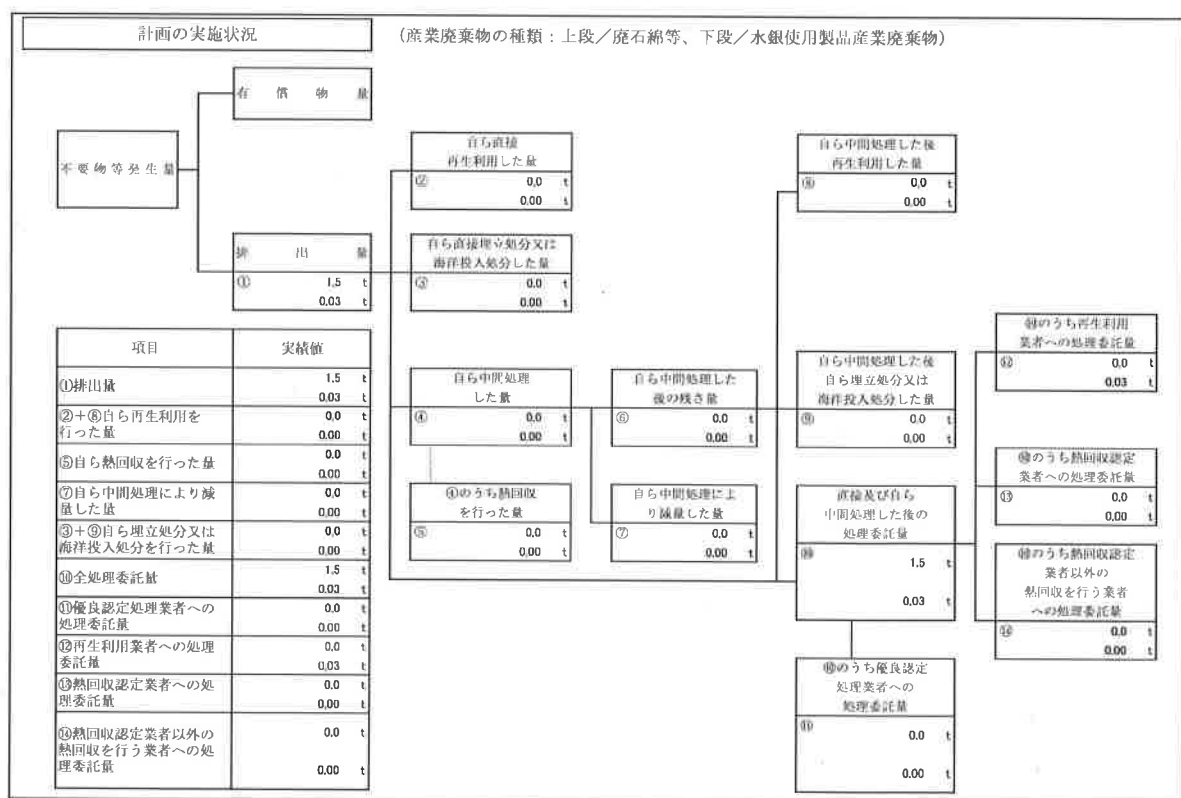 計画の実施状況
(産業廃棄物の種類：上段／廃石綿等、下段／水銀使用製品産業廃棄物)
有償物量
不要物等発生量
排出量
① 1.5 t
0.03 t
自ら直接
再生利用した量
② 0.0 t
0.00 t
自ら直接埋立処分又は
海洋投入処分した量
③ 0.0 t
0.00 t
自ら中間処理した後
再生利用した量
⑧ 0.0 t
0.00 t
項目 実績値
①排出量 1.5 t
0.03 t
②＋⑧自ら再生利用を
行った量
0.0 t
0.00 t
⑤自ら熱回収を行った量 0.0 t
0.00 t
⑦自ら中間処理により減
量した量
0.0 t
0.00 t
③＋⑨自ら埋立処分又は
海洋投入処分を行った量
0.0 t
0.00 t
⑩全処理委託量 1.5 t
0.03 t
⑪優良認定処理業者への
処理委託量
0.0 t
0.00 t
⑫再生利用業者への処理
委託量
0.0 t
0.03 t
⑬熱回収認定業者への処
理委託量
0.0 t
0.00 t
⑭熱回収認定業者以外の
熱回収を行う業者への処
理委託量
0.0 t
0.00 t
自ら中間処理
した量
④ 0.0 t
0.00 t
④のうち熱回収
を行った量
⑤ 0.0 t
0.00 t
自ら中間処理した
後の残さ量
⑥ 0.0 t
0.00 t
自ら中間処理によ
り減量した量
⑦ 0.0 t
0.00 t
自ら中間処理した後
自ら埋立処分又は
海洋投入処分した量
⑨ 0.0 t
0.00 t
直接及び自ら
中間処理した後の
処理委託量
⑩ 1.5 t
0.03 t
⑩のうち優良認定
処理業者への
処理委託量
⑪ 0.0 t
0.00 t
⑩のうち再生利用
業者への処理委託量
⑫ 0.0 t
0.03 t
⑩のうち熱回収認定
業者への処理委託量
⑬ 0.0 t
0.00 t
⑩のうち熱回収認定
業者以外の
熱回収を行う業者
への処理委託量
⑭ 0.0 t
0.00 t